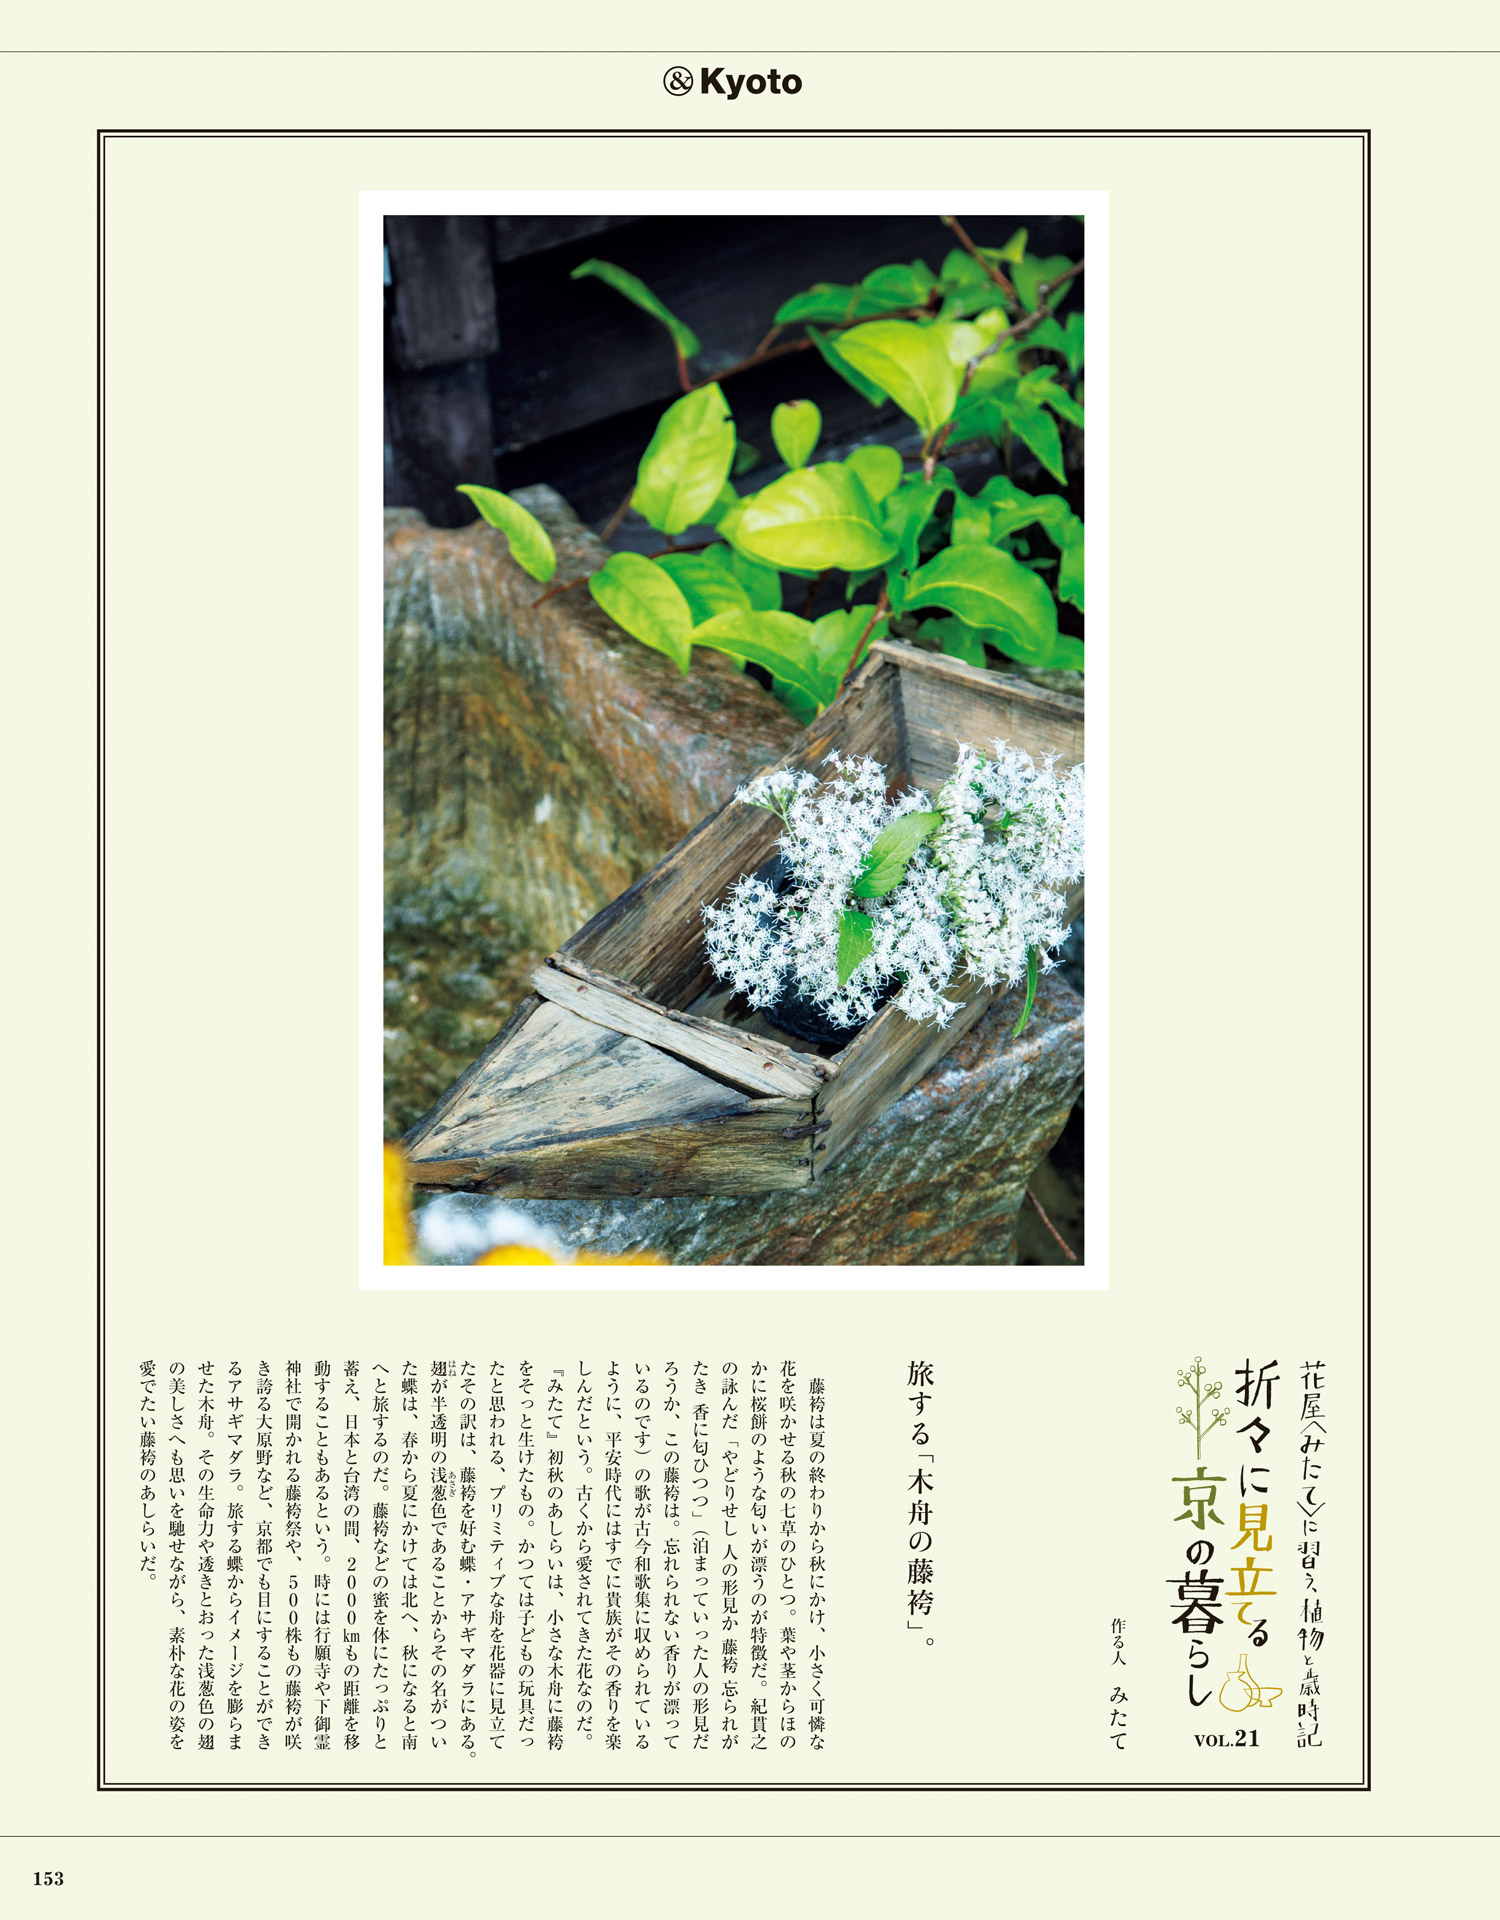 &Kyoto
花屋〈みたて〉に習う、植物と歳時記
折々に見立てる
京の暮らし
VOL.21
作る人　みたて
旅する「木舟の藤袴」。
　藤袴は夏の終わりから秋にかけ、小さく可憐な
花を咲かせる秋の七草のひとつ。葉や茎からほの
かに桜餅のような匂いが漂うのが特徴だ。紀貫之
の詠んだ「やどりせし 人の形見か 藤袴 忘られが
たき 香に匂ひつつ」（泊まっていった人の形見だ
ろうか、この藤袴は。忘れられない香りが漂って
いるのです）の歌が古今和歌集に収められている
ように、平安時代にはすでに貴族がその香りを楽
しんだという。古くから愛されてきた花なのだ。
『みたて』初秋のあしらいは、小さな木舟に藤袴
をそっと生けたもの。かつては子どもの玩具だっ
たと思われる、プリミティブな舟を花器に見立て
たその訳は、藤袴を好む蝶・アサギマダラにある。
翅が半透明の浅葱色であることからその名がつい
はね
あさぎ
た蝶は、春から夏にかけては北へ、秋になると南
へと旅するのだ。藤袴などの蜜を体にたっぷりと
蓄え、日本と台湾の間、2000㎞もの距離を移
動することもあるという。時には行願寺や下御霊
神社で開かれる藤袴祭や、500株もの藤袴が咲
き誇る大原野など、京都でも目にすることができ
るアサギマダラ。旅する蝶からイメージを膨らま
せた木舟。その生命力や透きとおった浅葱色の翅
の美しさへも思いを馳せながら、素朴な花の姿を
愛でたい藤袴のあしらいだ。
153